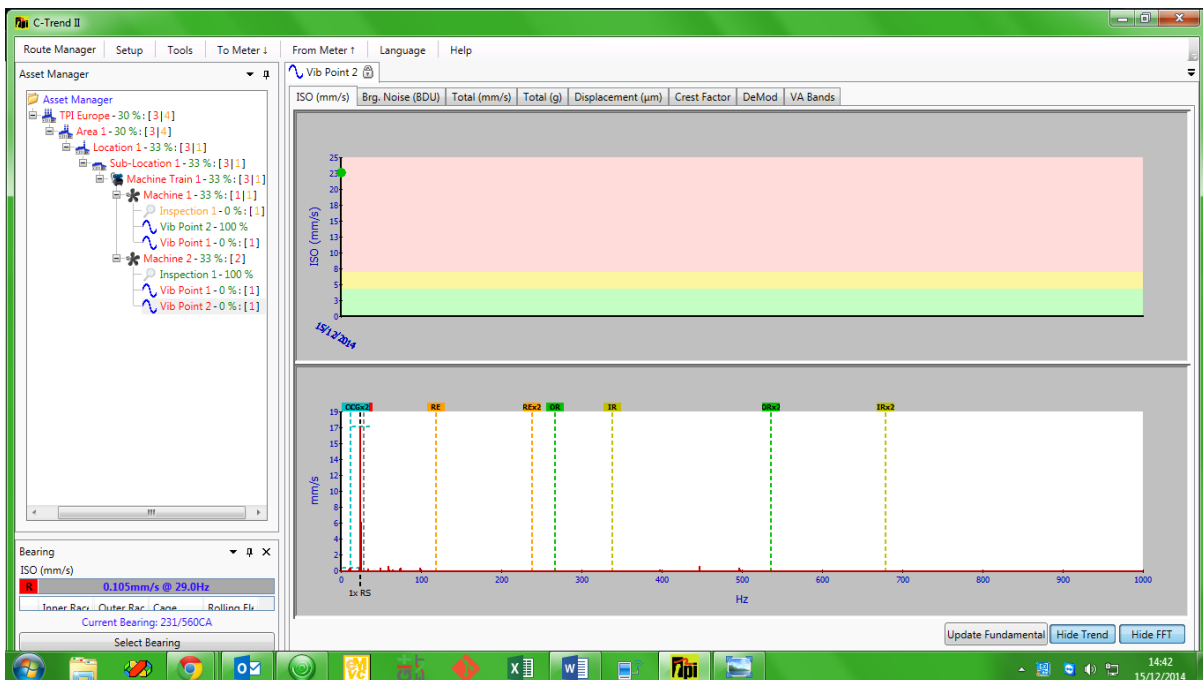 C-Trend II
Route Manager Setup Tools To Meter ↓ From Meter ↑ Language Help
Asset Manager
Asset Manager
TPI Europe - 30 % : [3|4]
Area 1 - 30 % : [3|4]
Location 1 - 33 % : [3|1]
Sub-Location 1 - 33 % : [3|1]
Machine Train 1 - 33 % : [3|1]
Machine 1 - 33 % : [1|1]
Inspection 1 - 0 % : [1]
Vib Point 2 - 100 %
Vib Point 1 - 0 % : [1]
Machine 2 - 33 % : [2]
Inspection 1 - 100 %
Vib Point 1 - 0 % : [1]
Vib Point 2 - 0 % : [1]
Bearing
ISO (mm/s)
R 0.105mm/s @ 29.0Hz
Inner Race Outer Rac Cage Rolling Ele
Current Bearing: 231/560CA
Select Bearing
Vib Point 2
ISO (mm/s) Brg. Noise (BDU) Total (mm/s) Total (g) Displacement (µm) Crest Factor DeMod VA Bands
25
23
20
18
15
13
10
8
5
3
0
ISO (mm/s)
15/12/2014
RE REx2 OR IR ORx2 IRx2
19
17
15
14
12
10
8
6
4
2
0
mm/s
0 100 200 300 400 500 600 700 800 900 1000
1x RS
Hz
Update Fundamental Hide Trend Hide FFT
tpi
14:42
15/12/2014